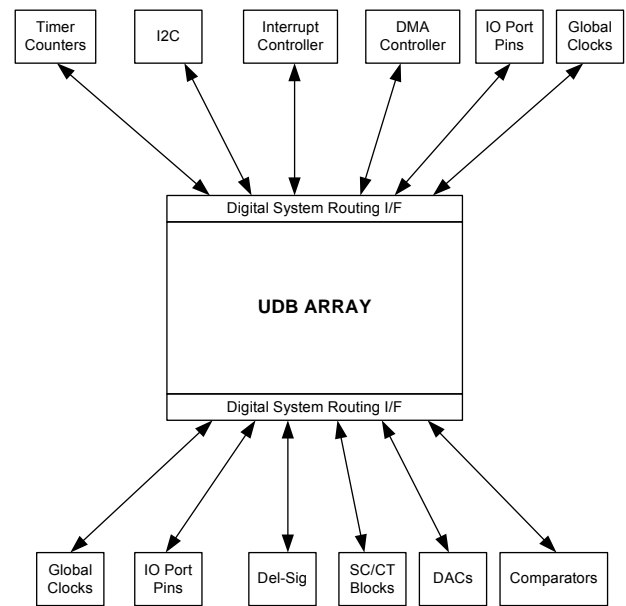 Timer
Counters
I2C
Interrupt
Controller
DMA
Controller
IO Port
Pins
Global
Clocks
Digital System Routing I/F
UDB ARRAY
Digital System Routing I/F
Global
Clocks
IO Port
Pins
Del-Sig
SC/CT
Blocks
DACs
Comparators